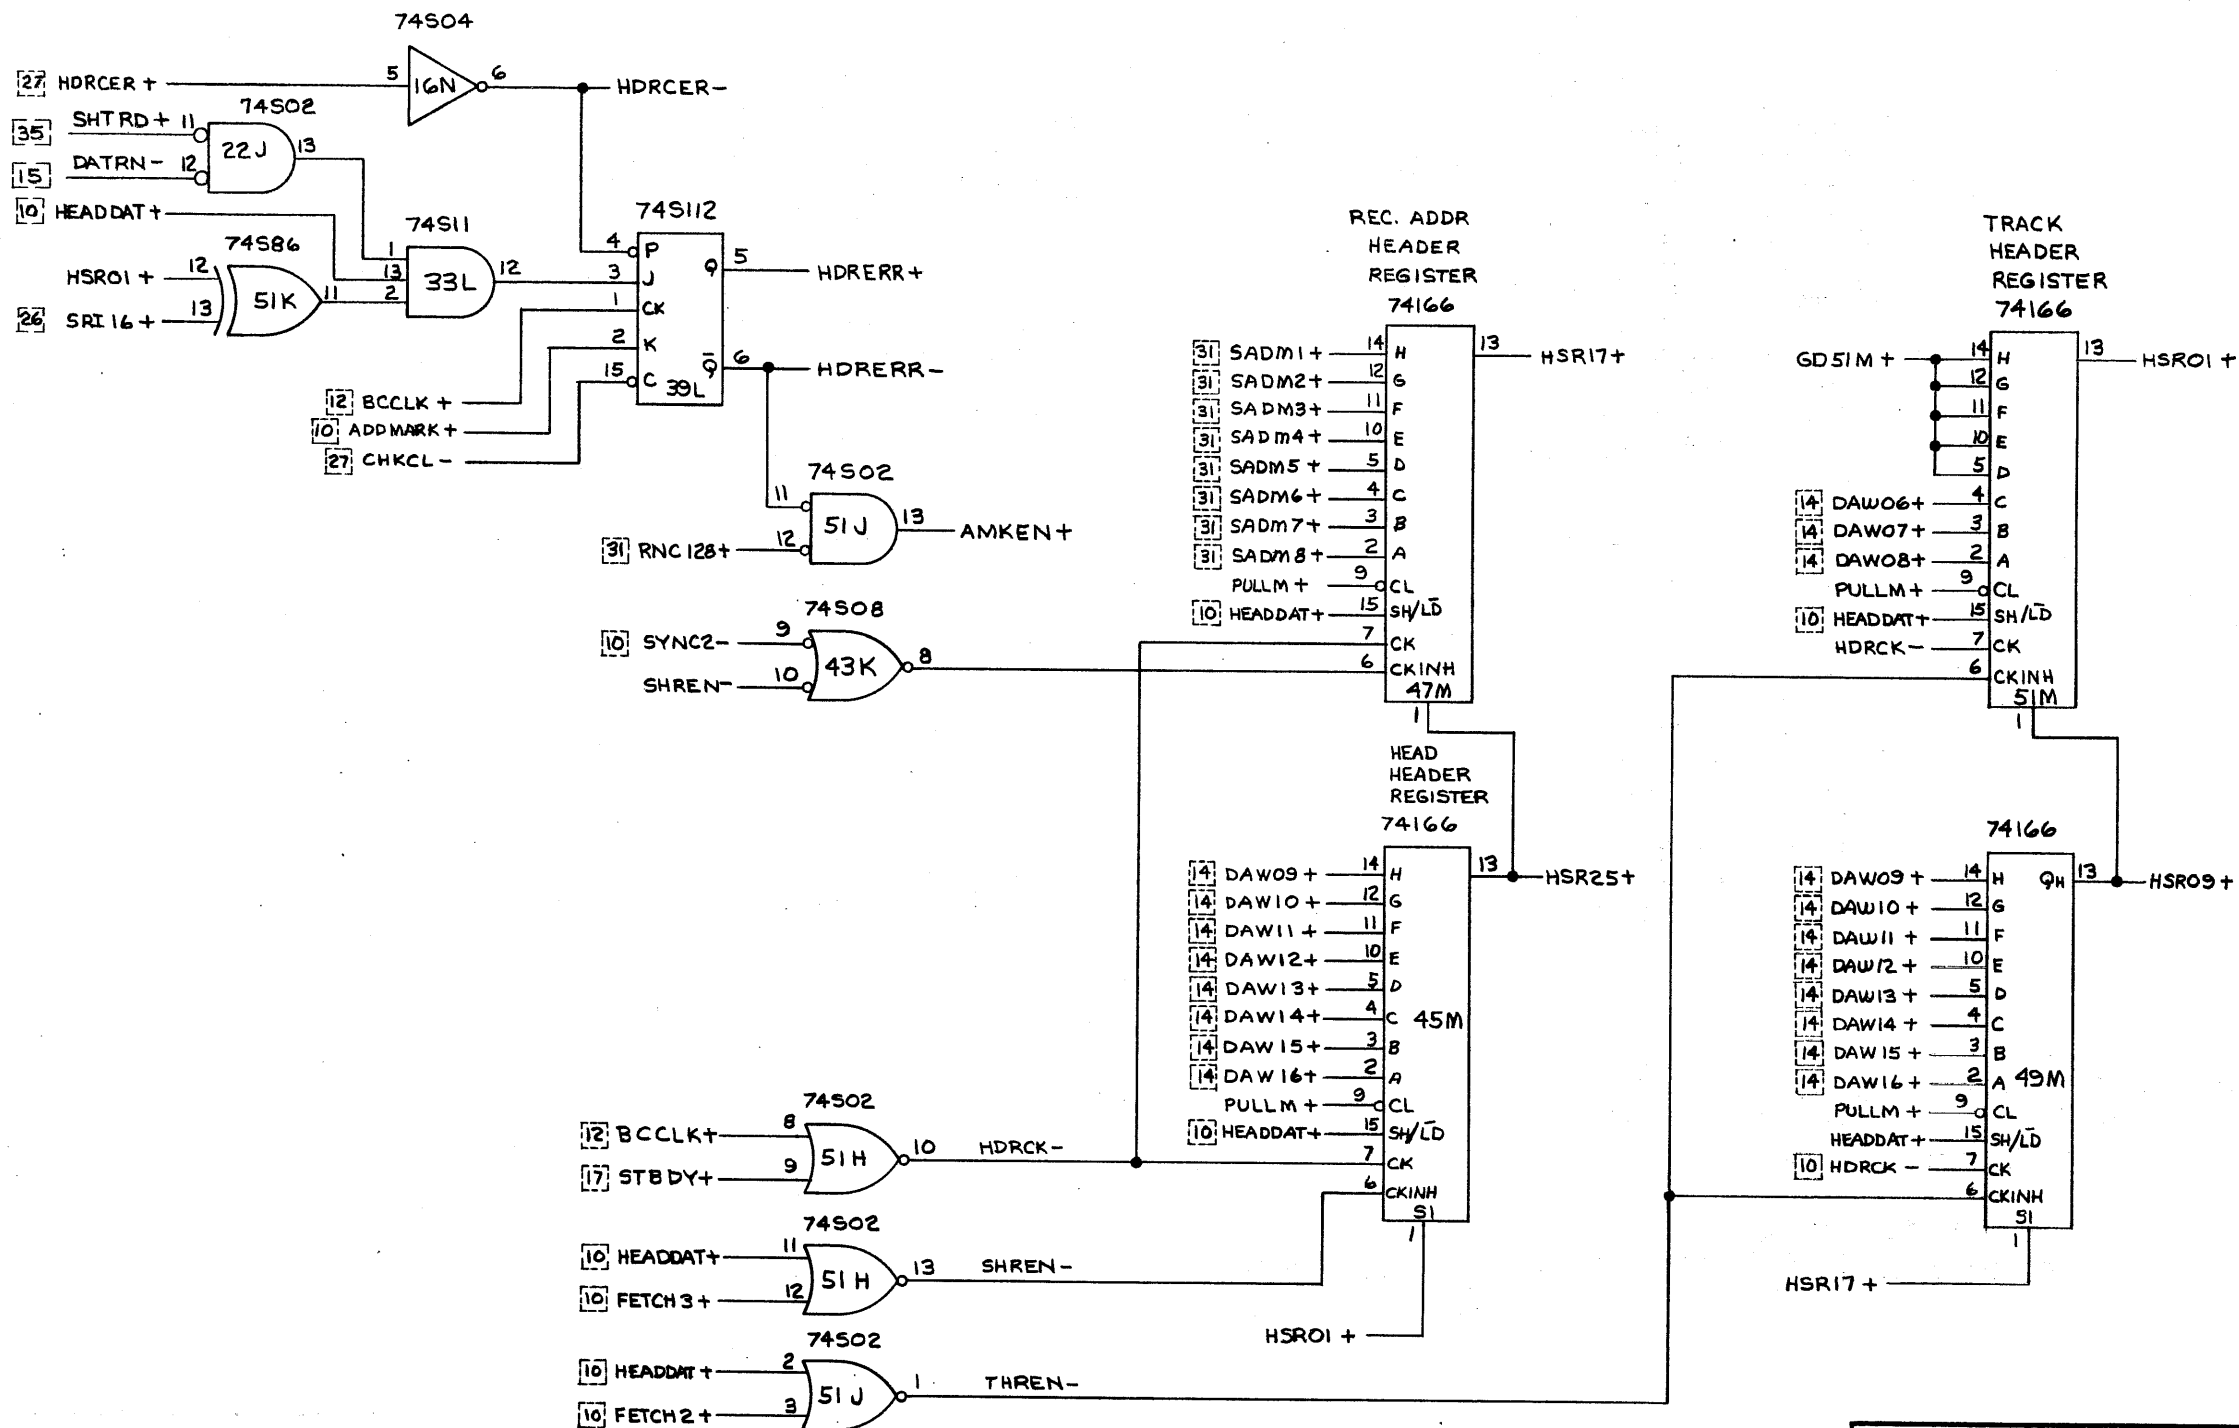 74S04
27 HDRCER + 5 16N 6 HDRCER-
74S02
35 SHTRD + 11
22J 13
15 DATRN - 12
10 HEADDAT +
74S11
74S86
HSR01 + 12
51K 11
26 SRI16 + 13
1
13
2
33L 12
74S112
4 P
3 J
1 CK
2 K
15 C
39L
Q 5 HDRERR+
Q̅ 6 HDRERR-
12 BCCLK +
10 ADDMARK +
27 CHKCL -
74S02
11
51J 13 AMKEN+
31 RNC128+ 12
74S08
10 SYNC2- 9
43K 8
SHREN- 10
REC. ADDR
HEADER
REGISTER
74166
31 SADM1+ 14 H 13 HSR17+
31 SADM2+ 12 G
31 SADM3+ 11 F
31 SADM4+ 10 E
31 SADM5 + 5 D
31 SADM6+ 4 C
31 SADM7+ 3 B
31 SADM8+ 2 A
PULLM + 9 CL
10 HEADDAT+ 15 SH/L̅D̅
7 CK
6 CKINH
47M
1
HEAD
HEADER
REGISTER
74166
14 DAW09 + 14 H 13 HSR25+
14 DAW10 + 12 G
14 DAW11 + 11 F
14 DAW12+ 10 E
14 DAW13+ 5 D
14 DAW14+ 4 C 45M
14 DAW15+ 3 B
14 DAW16+ 2 A
PULLM + 9 CL
10 HEADDAT+ 15 SH/L̅D̅
7 CK
6 CKINH
SI
1
HSR01 +
74S02
12 BCCLK+ 8
51H 10 HDRCK-
17 STBDY+ 9
74S02
10 HEADDAT+ 11
51H 13 SHREN-
10 FETCH3+ 12
74S02
10 HEADDAT+ 2
51J 1 THREN-
10 FETCH2+ 3
TRACK
HEADER
REGISTER
74166
GD51M + 14 H 13 HSR01 +
12 G
11 F
10 E
5 D
14 DAW06+ 4 C
14 DAW07+ 3 B
14 DAW08+ 2 A
PULLM+ 9 CL
10 HEADDAT+ 15 SH/L̅D̅
HDRCK- 7 CK
6 CKINH
51M
1
74166
14 DAW09 + 14 H QH 13 HSR09+
14 DAW10 + 12 G
14 DAW11 + 11 F
14 DAW12 + 10 E
14 DAW13 + 5 D
14 DAW14 + 4 C
14 DAW15 + 3 B
14 DAW16 + 2 A 49M
PULLM + 9 CL
HEADDAT+ 15 SH/L̅D̅
10 HDRCK - 7 CK
6 CKINH
SI
1
HSR17 +